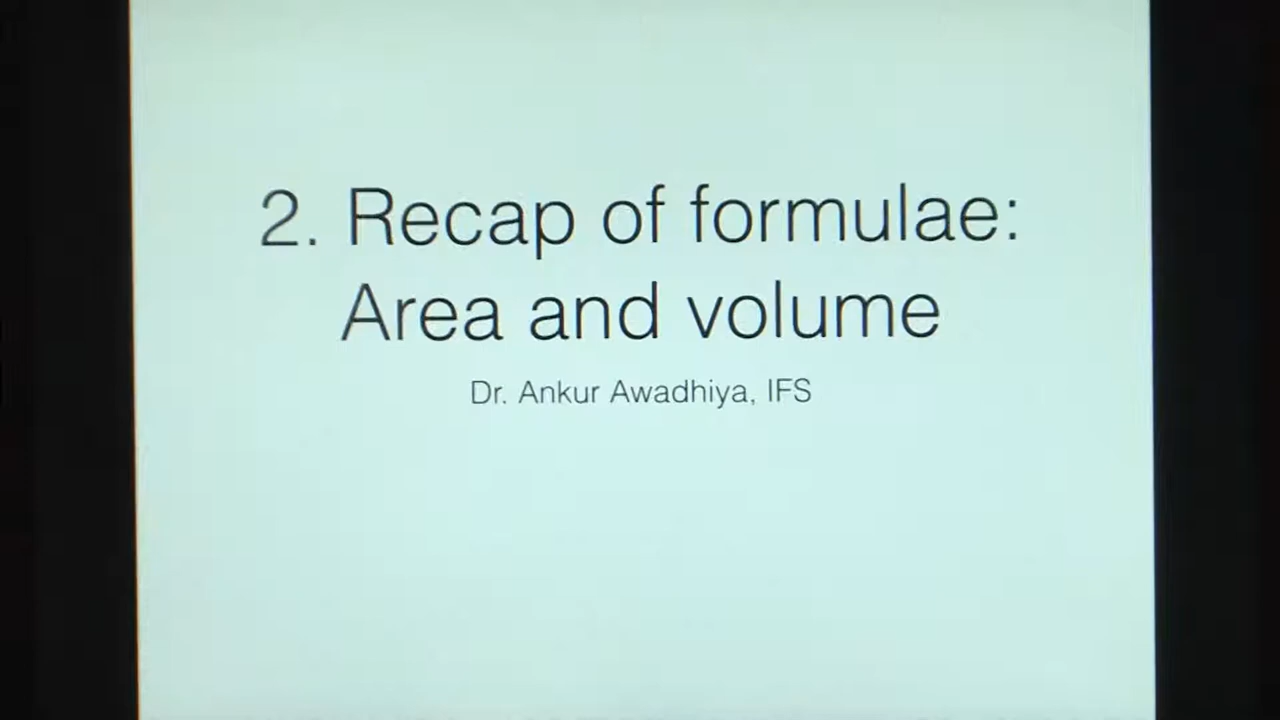 2. Recap of formulae:
Area and volume
Dr. Ankur Awadhiya, IFS